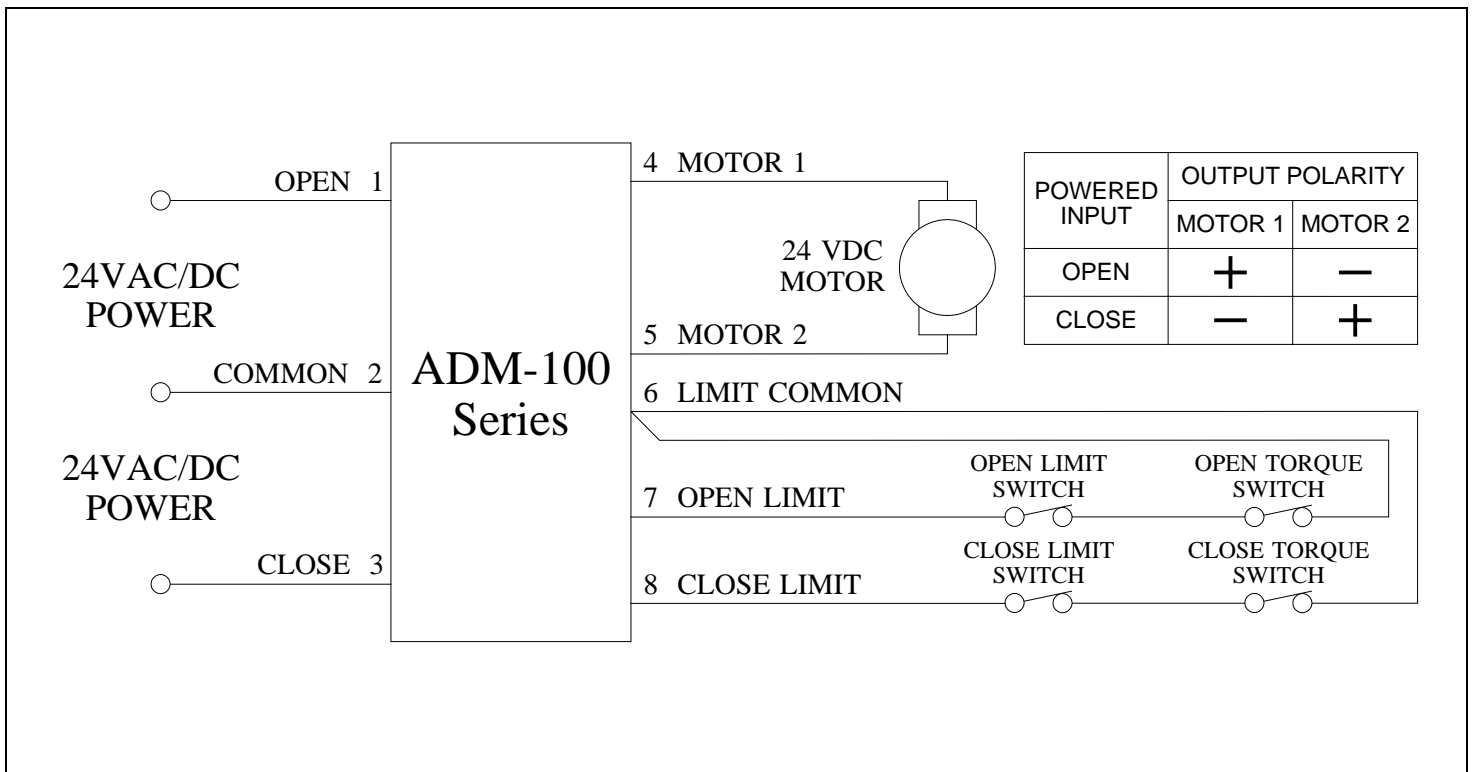 OPEN 1
24VAC/DC
POWER
COMMON 2
24VAC/DC
POWER
CLOSE 3
ADM-100
Series
4 MOTOR 1
24 VDC
MOTOR
5 MOTOR 2
6 LIMIT COMMON
7 OPEN LIMIT
OPEN LIMIT
SWITCH
OPEN TORQUE
SWITCH
8 CLOSE LIMIT
CLOSE LIMIT
SWITCH
CLOSE TORQUE
SWITCH
POWERED
INPUT
OUTPUT POLARITY
MOTOR 1 MOTOR 2
OPEN + −
CLOSE − +